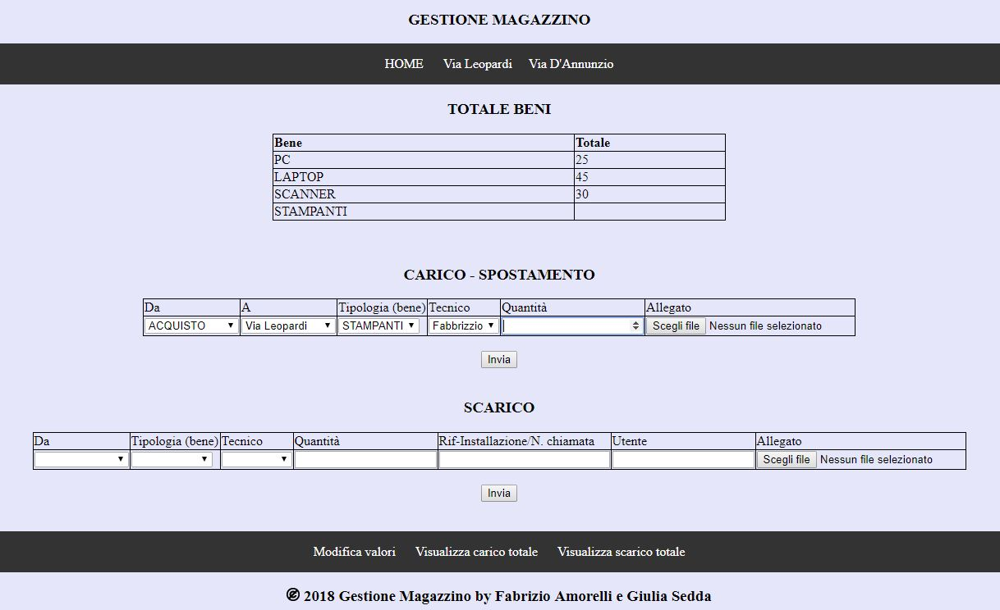 GESTIONE MAGAZZINO
HOME Via Leopardi Via D'Annunzio
TOTALE BENI
Bene Totale
PC 25
LAPTOP 45
SCANNER 30
STAMPANTI
CARICO - SPOSTAMENTO
Da A Tipologia (bene) Tecnico Quantità Allegato
ACQUISTO Via Leopardi STAMPANTI Fabbrizzio Scegli file Nessun file selezionato
Invia
SCARICO
Da Tipologia (bene) Tecnico Quantità Rif-Installazione/N. chiamata Utente Allegato
Scegli file Nessun file selezionato
Invia
Modifica valori Visualizza carico totale Visualizza scarico totale
2018 Gestione Magazzino by Fabrizio Amorelli e Giulia Sedda